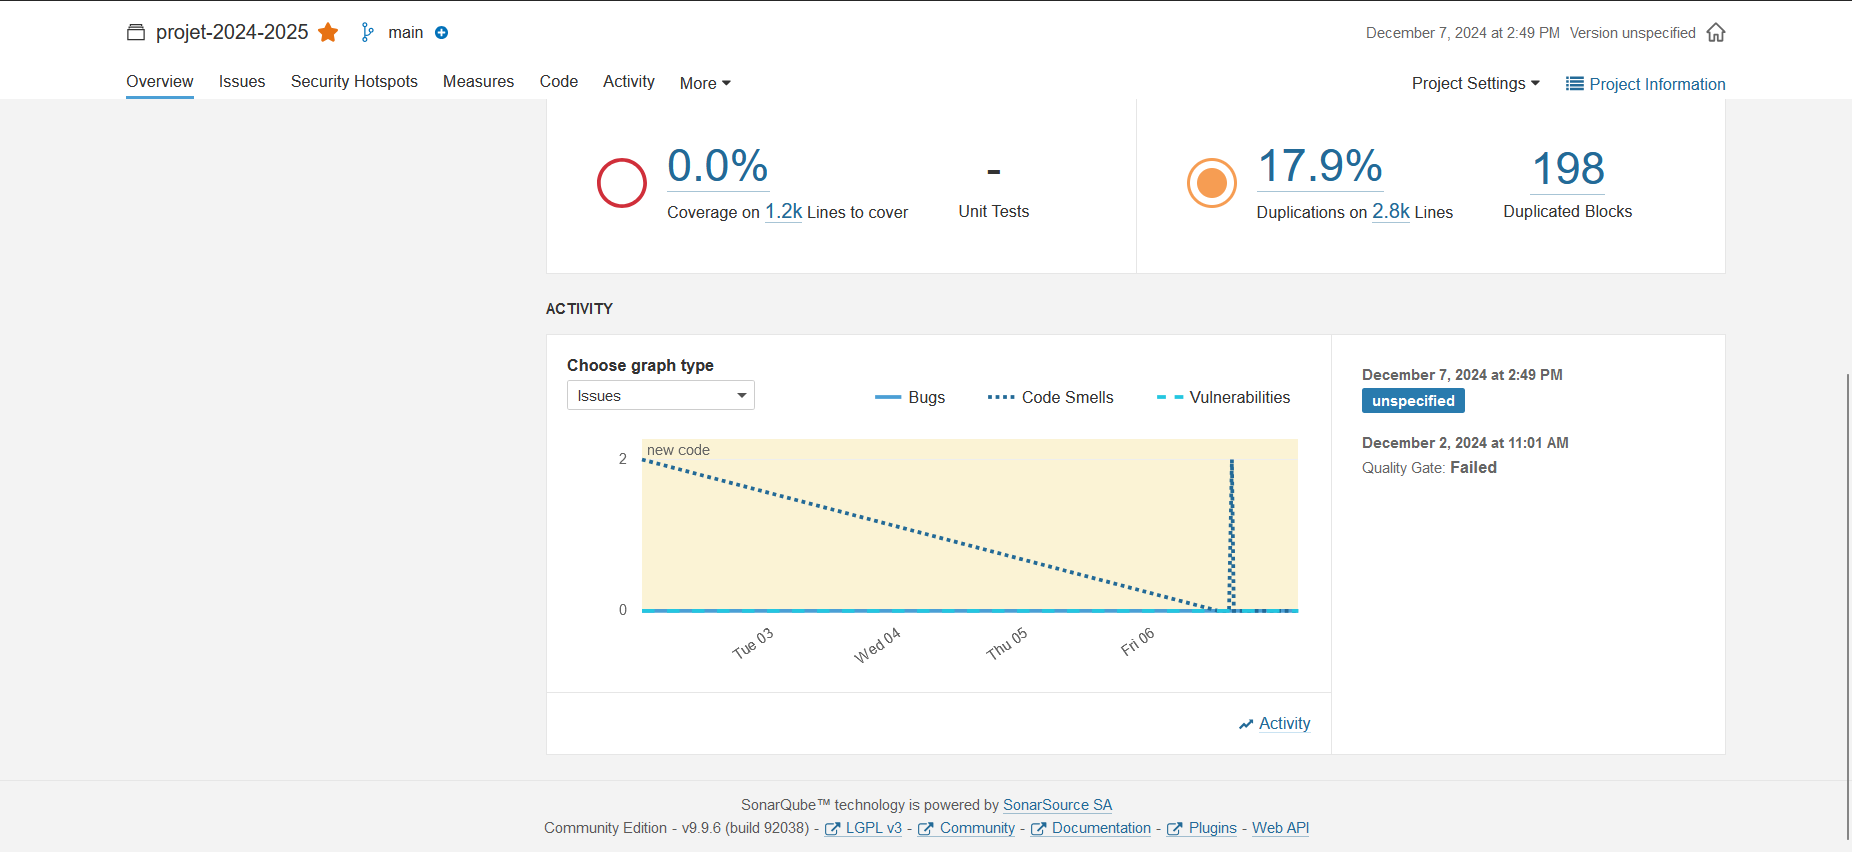 projet-2024-2025 main
December 7, 2024 at 2:49 PM Version unspecified
Overview Issues Security Hotspots Measures Code Activity More
Project Settings Project Information
0.0%
Coverage on 1.2k Lines to cover
-
Unit Tests
17.9%
Duplications on 2.8k Lines
198
Duplicated Blocks
ACTIVITY
Choose graph type
Issues
Bugs Code Smells Vulnerabilities
new code
2
0
Tue 03 Wed 04 Thu 05 Fri 06
Activity
December 7, 2024 at 2:49 PM
unspecified
December 2, 2024 at 11:01 AM
Quality Gate: Failed
SonarQube™ technology is powered by SonarSource SA
Community Edition - v9.9.6 (build 92038) - LGPL v3 - Community - Documentation - Plugins - Web API